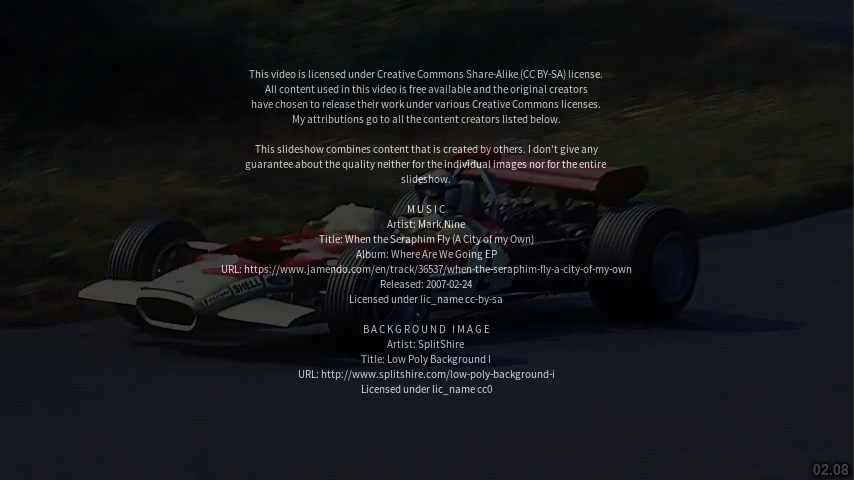 This video is licensed under Creative Commons Share-Alike (CC BY-SA) license.
All content used in this video is free available and the original creators
have chosen to release their work under various Creative Commons licenses.
My attributions go to all the content creators listed below.
This slideshow combines content that is created by others. I don't give any
guarantee about the quality neither for the individual images nor for the entire
slideshow.
MUSIC
Artist: Mark.Nine
Title: When the Seraphim Fly (A City of my Own)
Album: Where Are We Going EP
URL: https://www.jamendo.com/en/track/36537/when-the-seraphim-fly-a-city-of-my-own
Released: 2007-02-24
Licensed under lic_name cc-by-sa
BACKGROUND IMAGE
Artist: SplitShire
Title: Low Poly Background I
URL: http://www.splitshire.com/low-poly-background-i
Licensed under lic_name cc0
SHELL
02.08